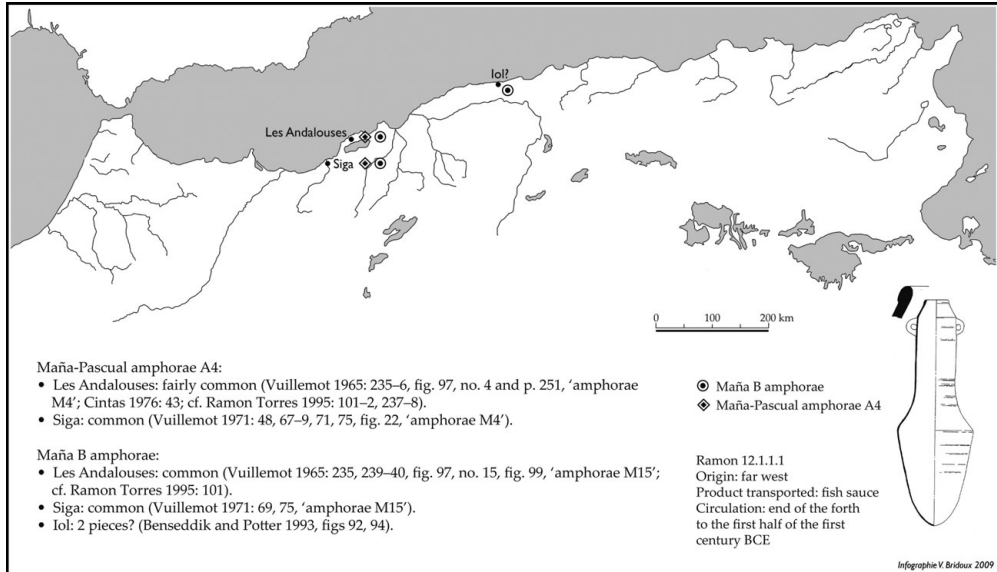 Iol?
Les Andalouses
Siga
0 100 200 km
Maña-Pascual amphorae A4:
• Les Andalouses: fairly common (Vuillemot 1965: 235–6, fig. 97, no. 4 and p. 251, ‘amphorae
M4’; Cintas 1976: 43; cf. Ramon Torres 1995: 101–2, 237–8).
• Siga: common (Vuillemot 1971: 48, 67–9, 71, 75, fig. 22, ‘amphorae M4’).
Maña B amphorae:
• Les Andalouses: common (Vuillemot 1965: 235, 239–40, fig. 97, no. 15, fig. 99, ‘amphorae M15’;
cf. Ramon Torres 1995: 101).
• Siga: common (Vuillemot 1971: 69, 75, ‘amphorae M15’).
• Iol: 2 pieces? (Benseddik and Potter 1993, figs 92, 94).
Maña B amphorae
Maña-Pascual amphorae A4
Ramon 12.1.1.1
Origin: far west
Product transported: fish sauce
Circulation: end of the forth
to the first half of the first
century BCE
Infographie V. Bridoux 2009